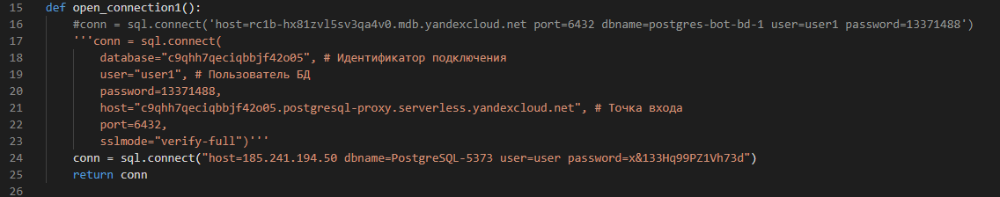 15 def open_connection1():
16 #conn = sql.connect('host=rc1b-hx81zvl5sv3qa4v0.mdb.yandexcloud.net port=6432 dbname=postgres-bot-bd-1 user=user1 password=13371488')
17 '''conn = sql.connect(
18 database="c9qhh7qeciqbbjf42o05", # Идентификатор подключения
19 user="user1", # Пользователь БД
20 password=13371488,
21 host="c9qhh7qeciqbbjf42o05.postgresql-proxy.serverless.yandexcloud.net", # Точка входа
22 port=6432,
23 sslmode="verify-full")'''
24 conn = sql.connect("host=185.241.194.50 dbname=PostgreSQL-5373 user=user password=x&133Hq99PZ1Vh73d")
25 return conn
26